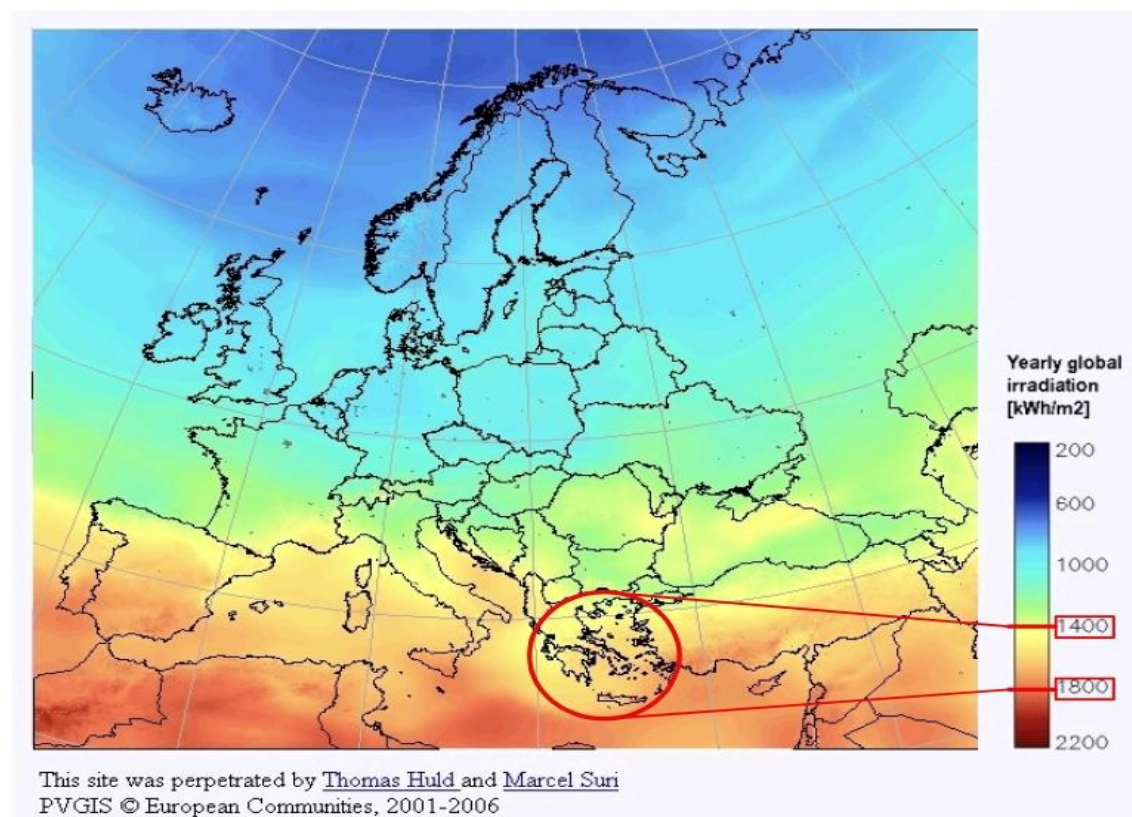 Yearly global
irradiation
[kWh/m2]
200
600
1000
1400
1800
2200
This site was perpetrated by Thomas Huld and Marcel Suri
PVGIS © European Communities, 2001-2006